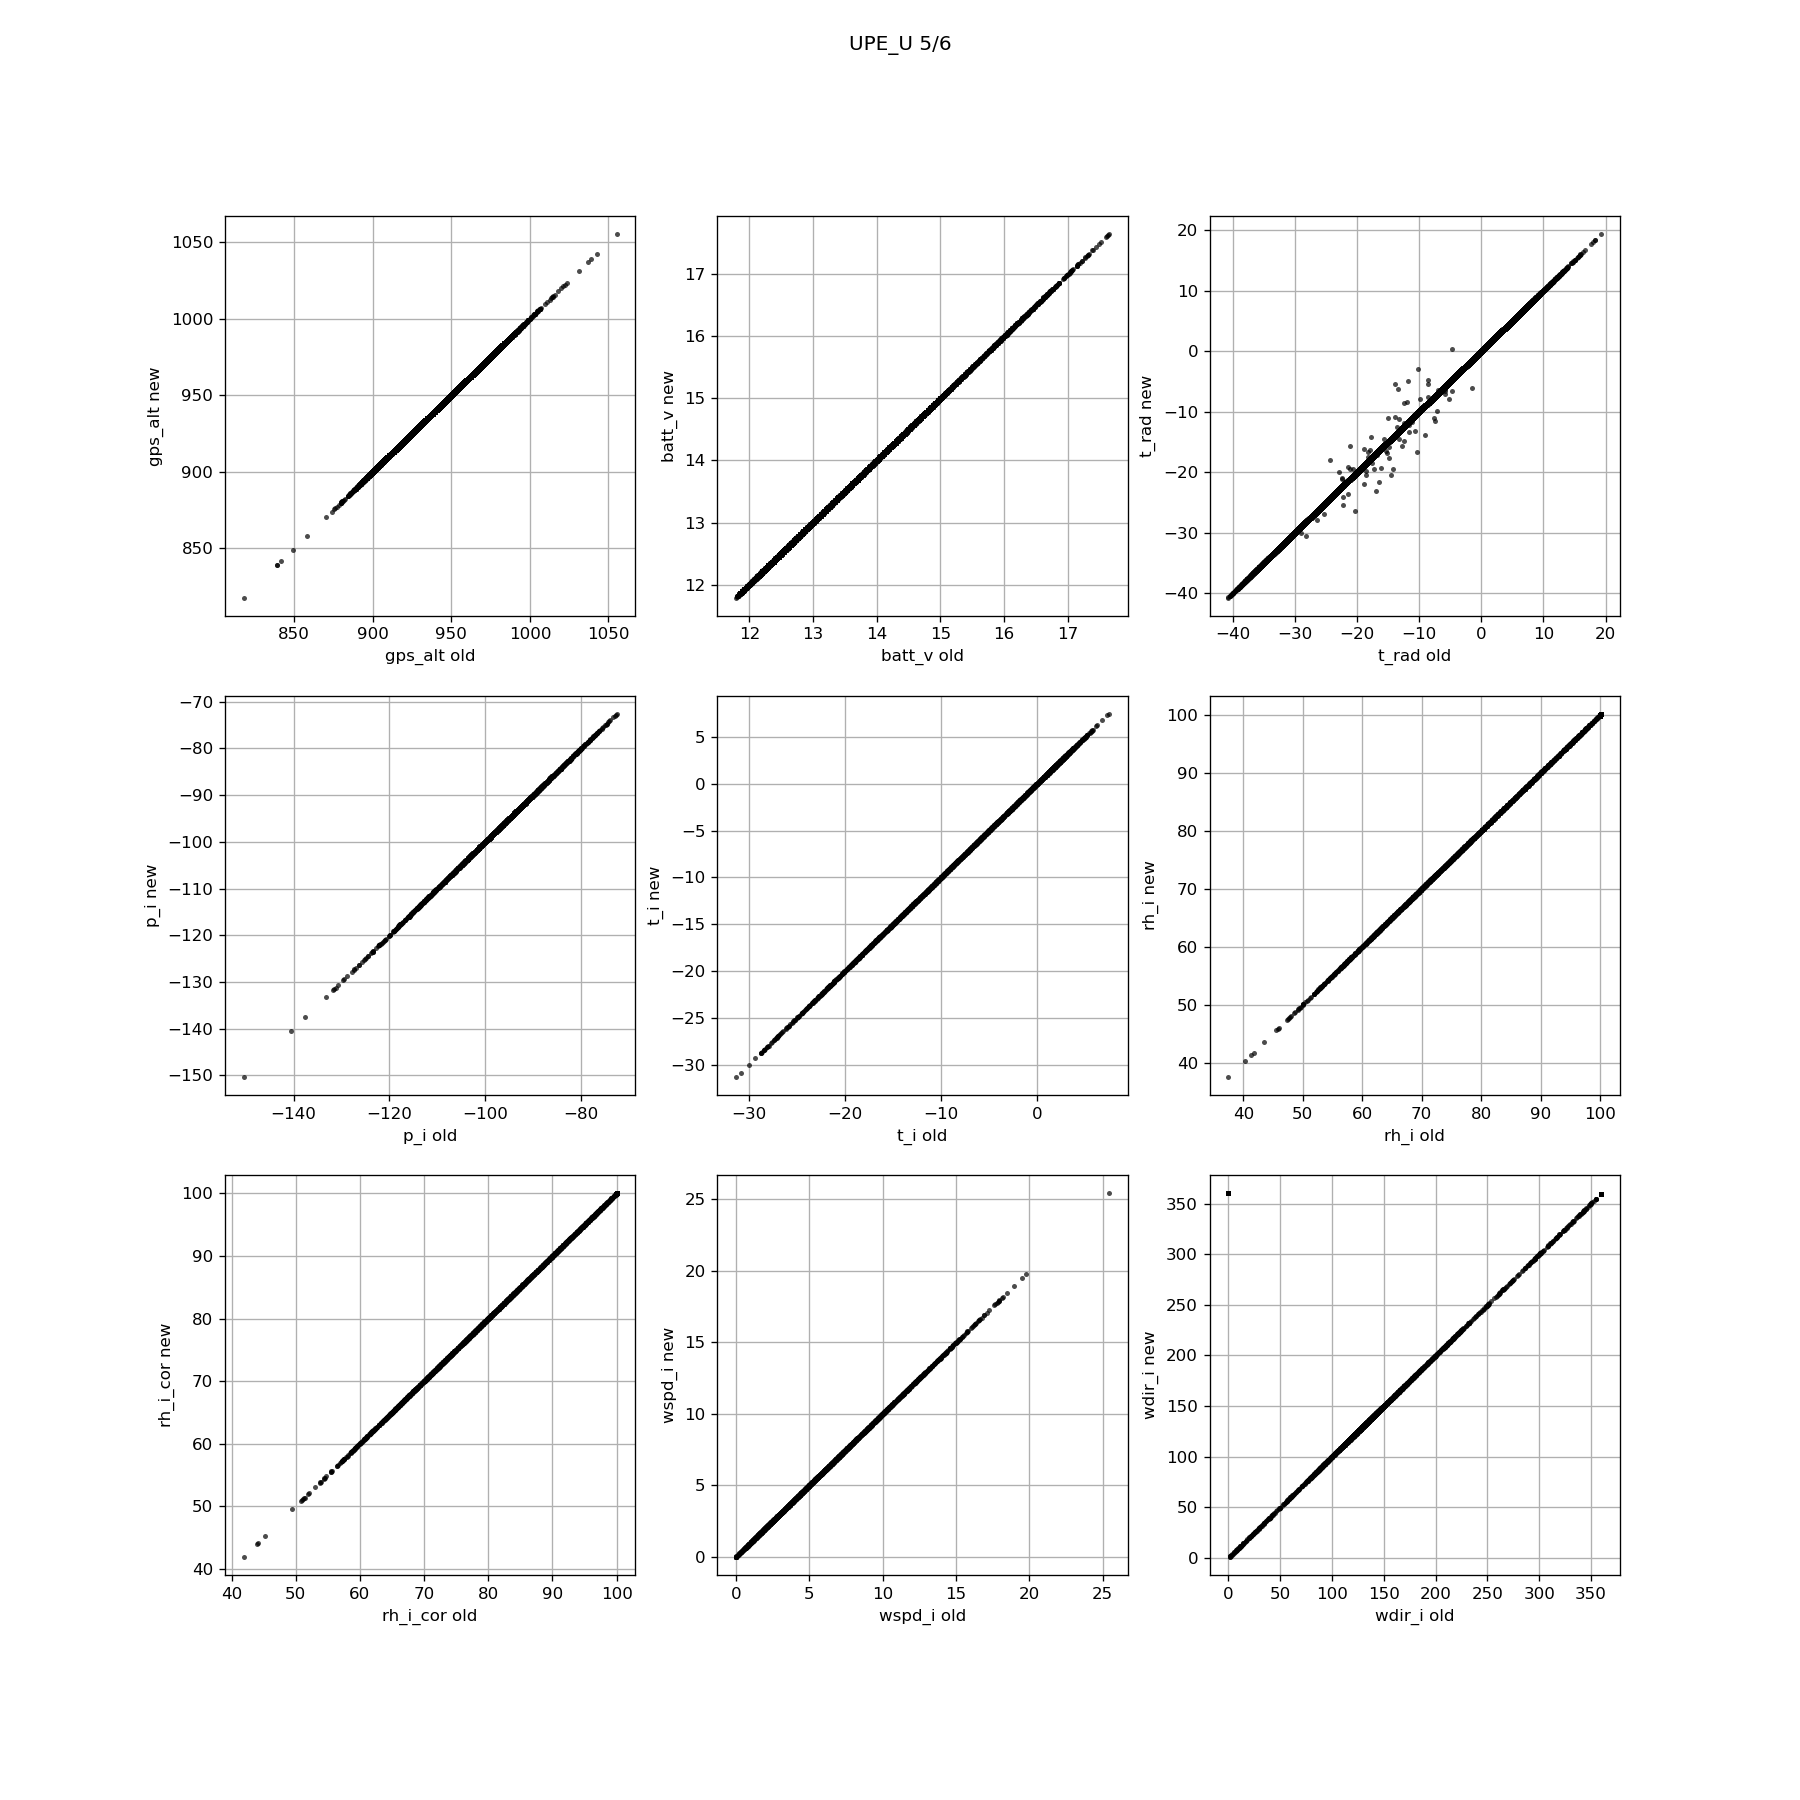 UPE_U 5/6
1050
1000
950
900
850
gps_alt new
850 900 950 1000 1050
gps_alt old
17
16
15
14
13
12
batt_v new
12 13 14 15 16 17
batt_v old
20
10
0
−10
−20
−30
−40
t_rad new
−40 −30 −20 −10 0 10 20
t_rad old
−70
−80
−90
−100
−110
−120
−130
−140
−150
p_i new
−140 −120 −100 −80
p_i old
5
0
−5
−10
−15
−20
−25
−30
t_i new
−30 −20 −10 0
t_i old
100
90
80
70
60
50
40
rh_i new
40 50 60 70 80 90 100
rh_i old
100
90
80
70
60
50
40
rh_i_cor new
40 50 60 70 80 90 100
rh_i_cor old
25
20
15
10
5
0
wspd_i new
0 5 10 15 20 25
wspd_i old
350
300
250
200
150
100
50
0
wdir_i new
0 50 100 150 200 250 300 350
wdir_i old